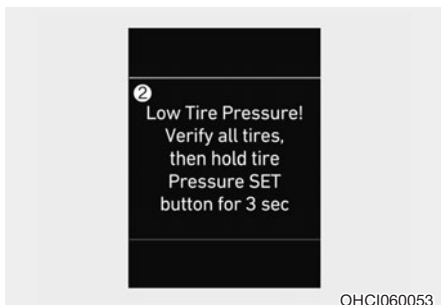 2
Low Tire Pressure!
Verify all tires,
then hold tire
Pressure SET
button for 3 sec
OHCI060053